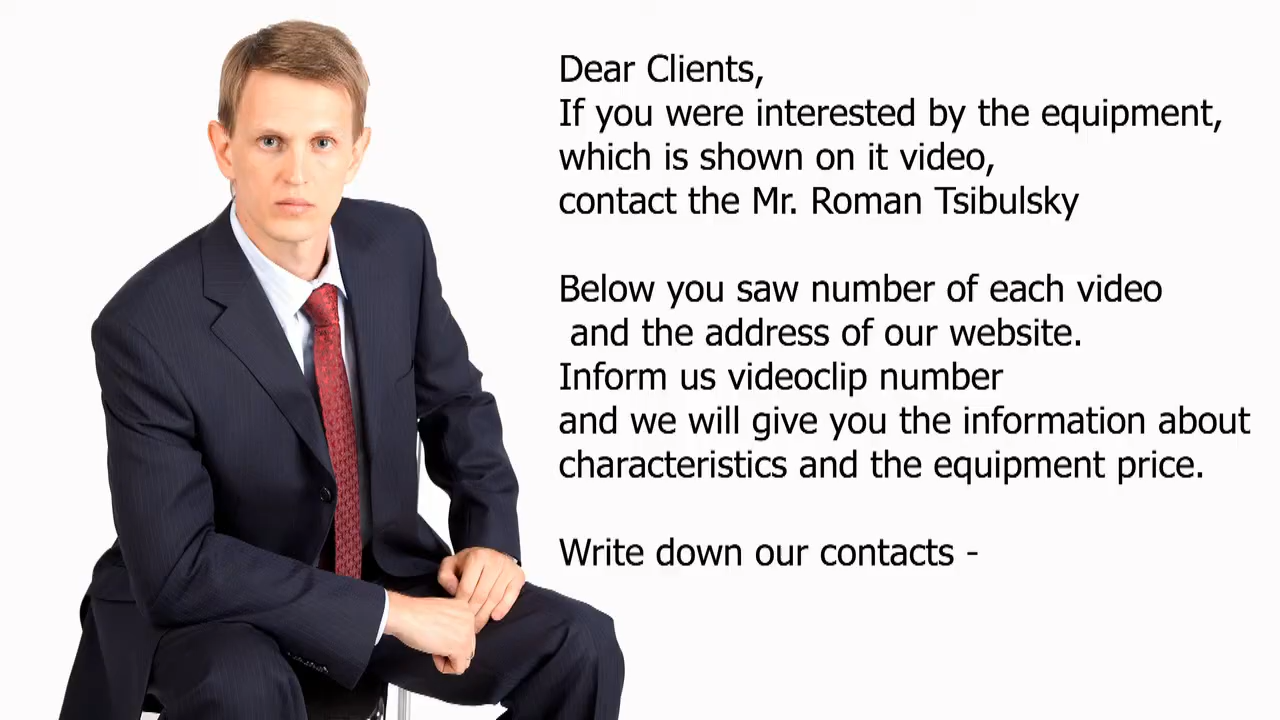 Dear Clients,
If you were interested by the equipment,
which is shown on it video,
contact the Mr. Roman Tsibulsky
Below you saw number of each video
and the address of our website.
Inform us videoclip number
and we will give you the information about
characteristics and the equipment price.
Write down our contacts -